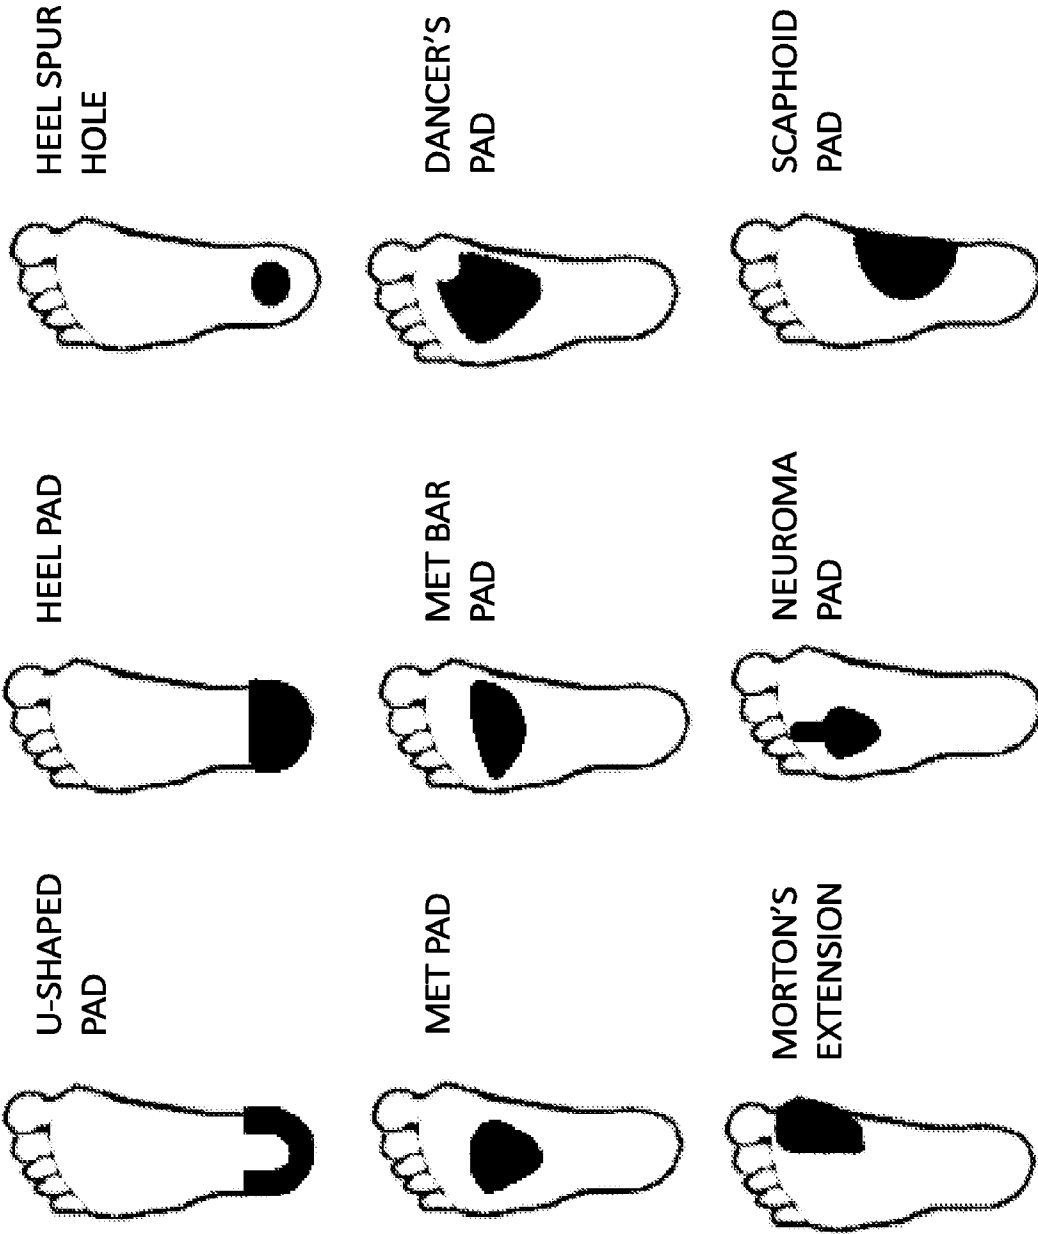 U-SHAPED
PAD
HEEL PAD
HEEL SPUR
HOLE
MET PAD
MET BAR
PAD
DANCER'S
PAD
MORTON'S
EXTENSION
NEUROMA
PAD
SCAPHOID
PAD